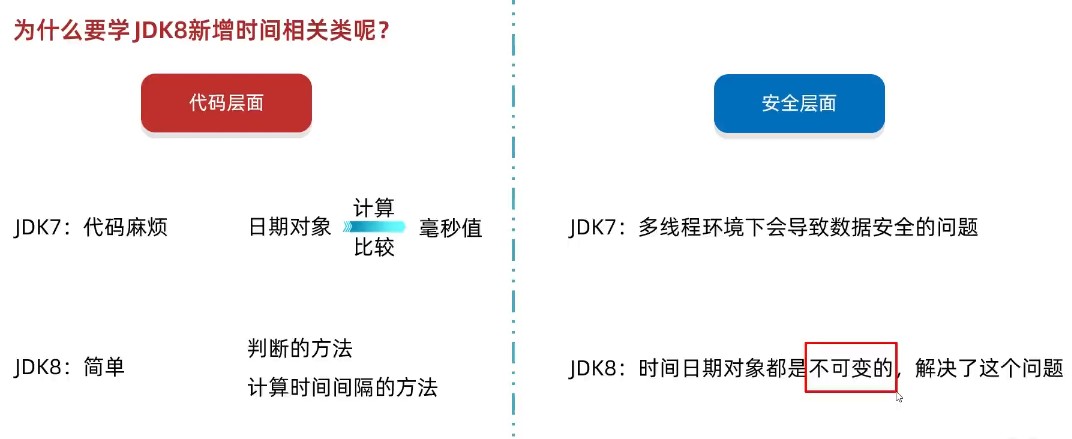 为什么要学JDK8新增时间相关类呢？
代码层面
JDK7：代码麻烦
日期对象
计算
比较
毫秒值
JDK8：简单
判断的方法
计算时间间隔的方法
安全层面
JDK7：多线程环境下会导致数据安全的问题
JDK8：时间日期对象都是不可变的，解决了这个问题